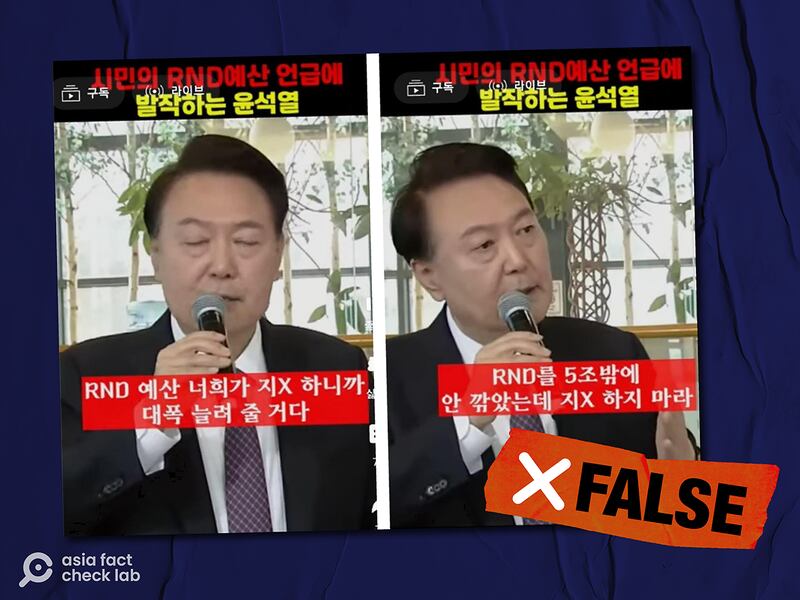 시민의 RND예산 언급에
구독
라이브
발작하는 윤석열
RND 예산 너희가 지X 하니까
대폭 늘려 줄 거다
시민의 RND예산 언급에
구독
라이브
발작하는 윤석열
RND를 5조밖에
안 깎았는데 지X 하지 마라
X FALSE
asia fact
check lab